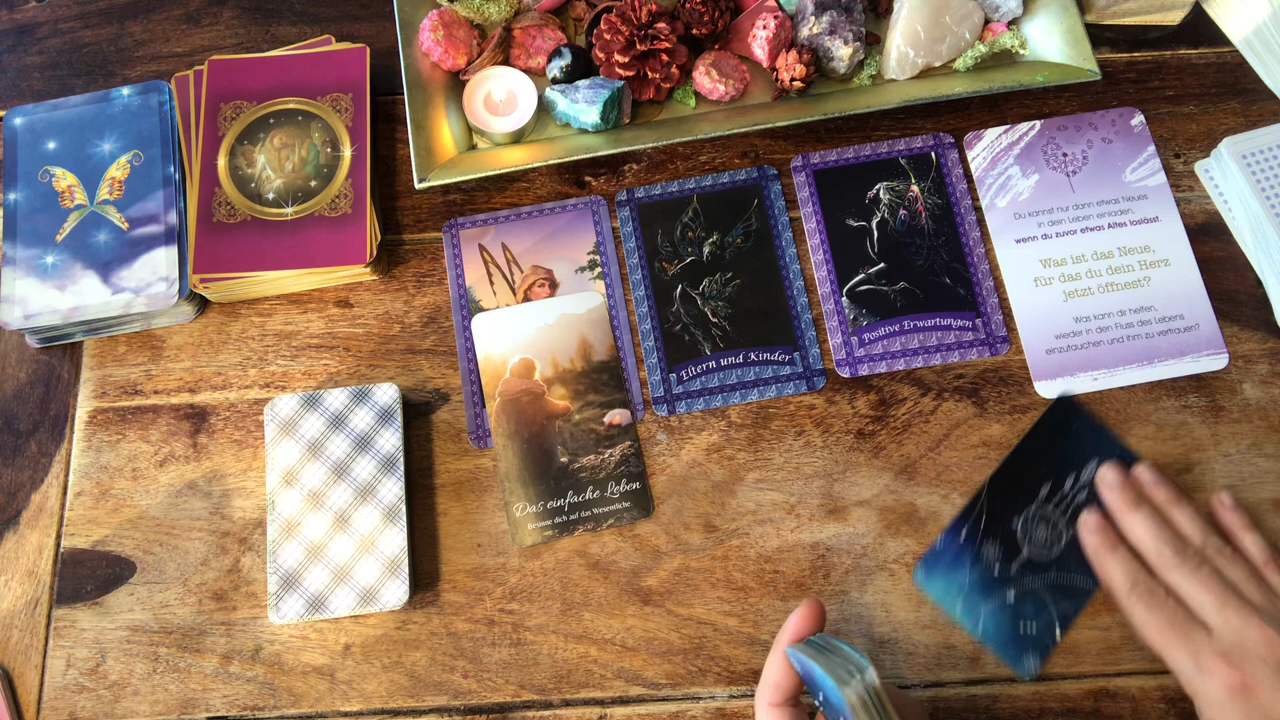 Das einfache Leben
Besinne dich auf das Wesentliche.
Eltern und Kinder
Positive Erwartungen
Du kannst nur dann etwas Neues
in dein Leben einladen,
wenn du zuvor etwas Altes loslässt.
Was ist das Neue,
für das du dein Herz
jetzt öffnest?
Was kann dir helfen,
wieder in den Fluss des Lebens
einzutauchen und ihm zu vertrauen?